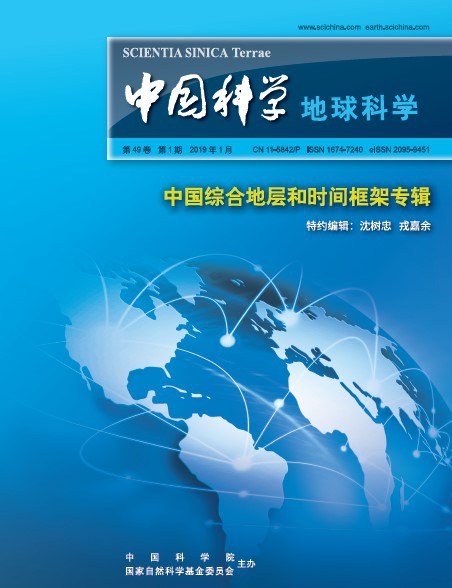 www.scichina.com earth.scichina.com
SCIENTIA SINICA Terrae
中国科学 地球科学
第49卷 第1期 2019年1月 CN 11-5842/P ISSN 1674-7240 eISSN 2095-9451
中国综合地层和时间框架专辑
特约编辑：沈树忠 戎嘉余
中国科学院
国家自然科学基金委员会 主办